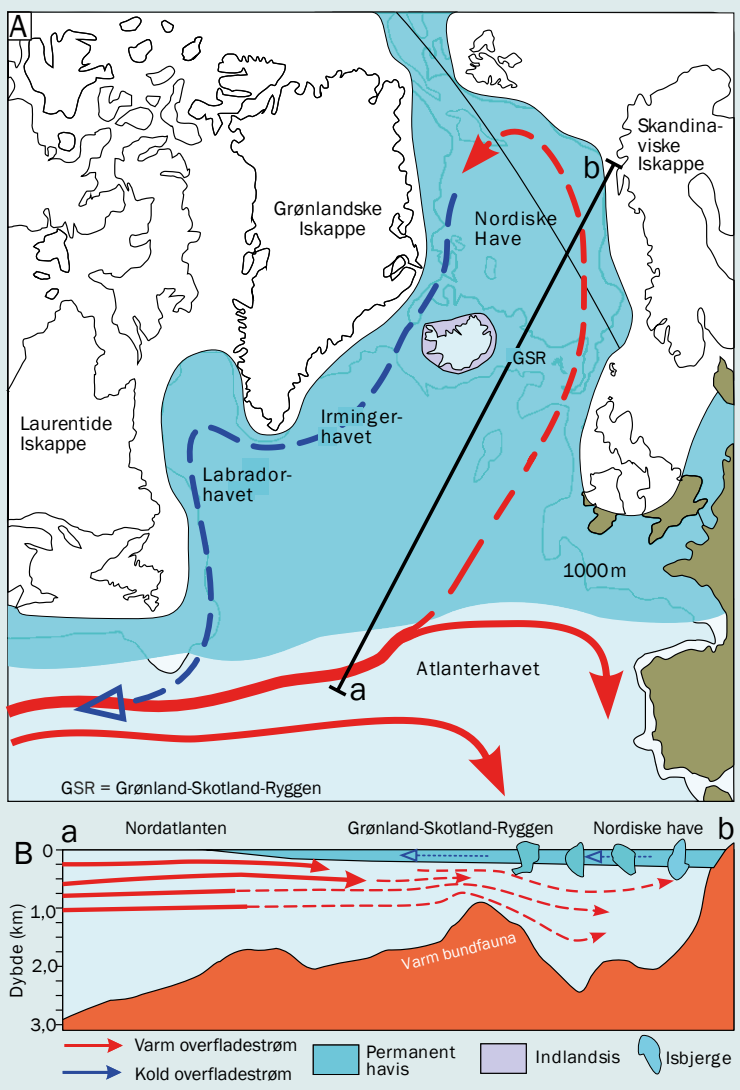 A
Skandina-
viske
Iskappe
b
Grønlandske
Iskappe
Nordiske
Have
GSR
Laurentide
Iskappe
Irminger-
havet
Labrador-
havet
1000 m
Atlanterhavet
a
GSR = Grønland-Skotland-Ryggen
a
b
Nordatlanten
Grønland-Skotland-Ryggen
Nordiske have
B
0
1,0
2,0
3,0
Dybde (km)
Varm bundfauna
Varm overfladestrøm
Kold overfladestrøm
Permanent
havis
Indlandsis
Isbjerge